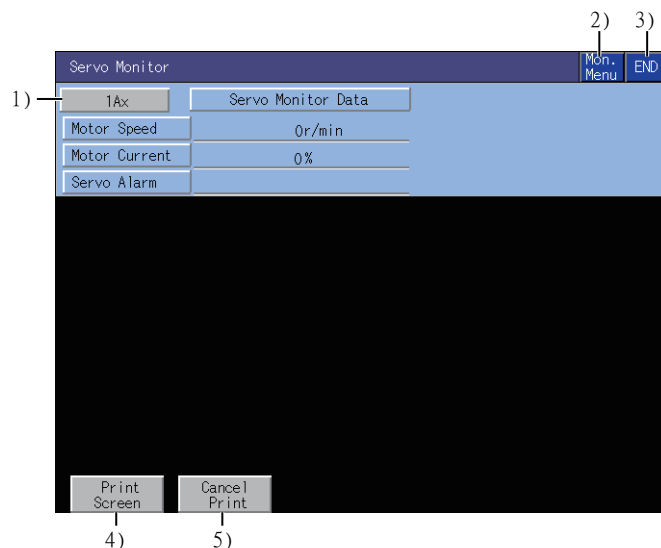 2) 3)
Servo Monitor Mon. Menu END
1) 1Ax Servo Monitor Data
Motor Speed 0r/min
Motor Current 0%
Servo Alarm
Print Screen Cancel Print
4) 5)